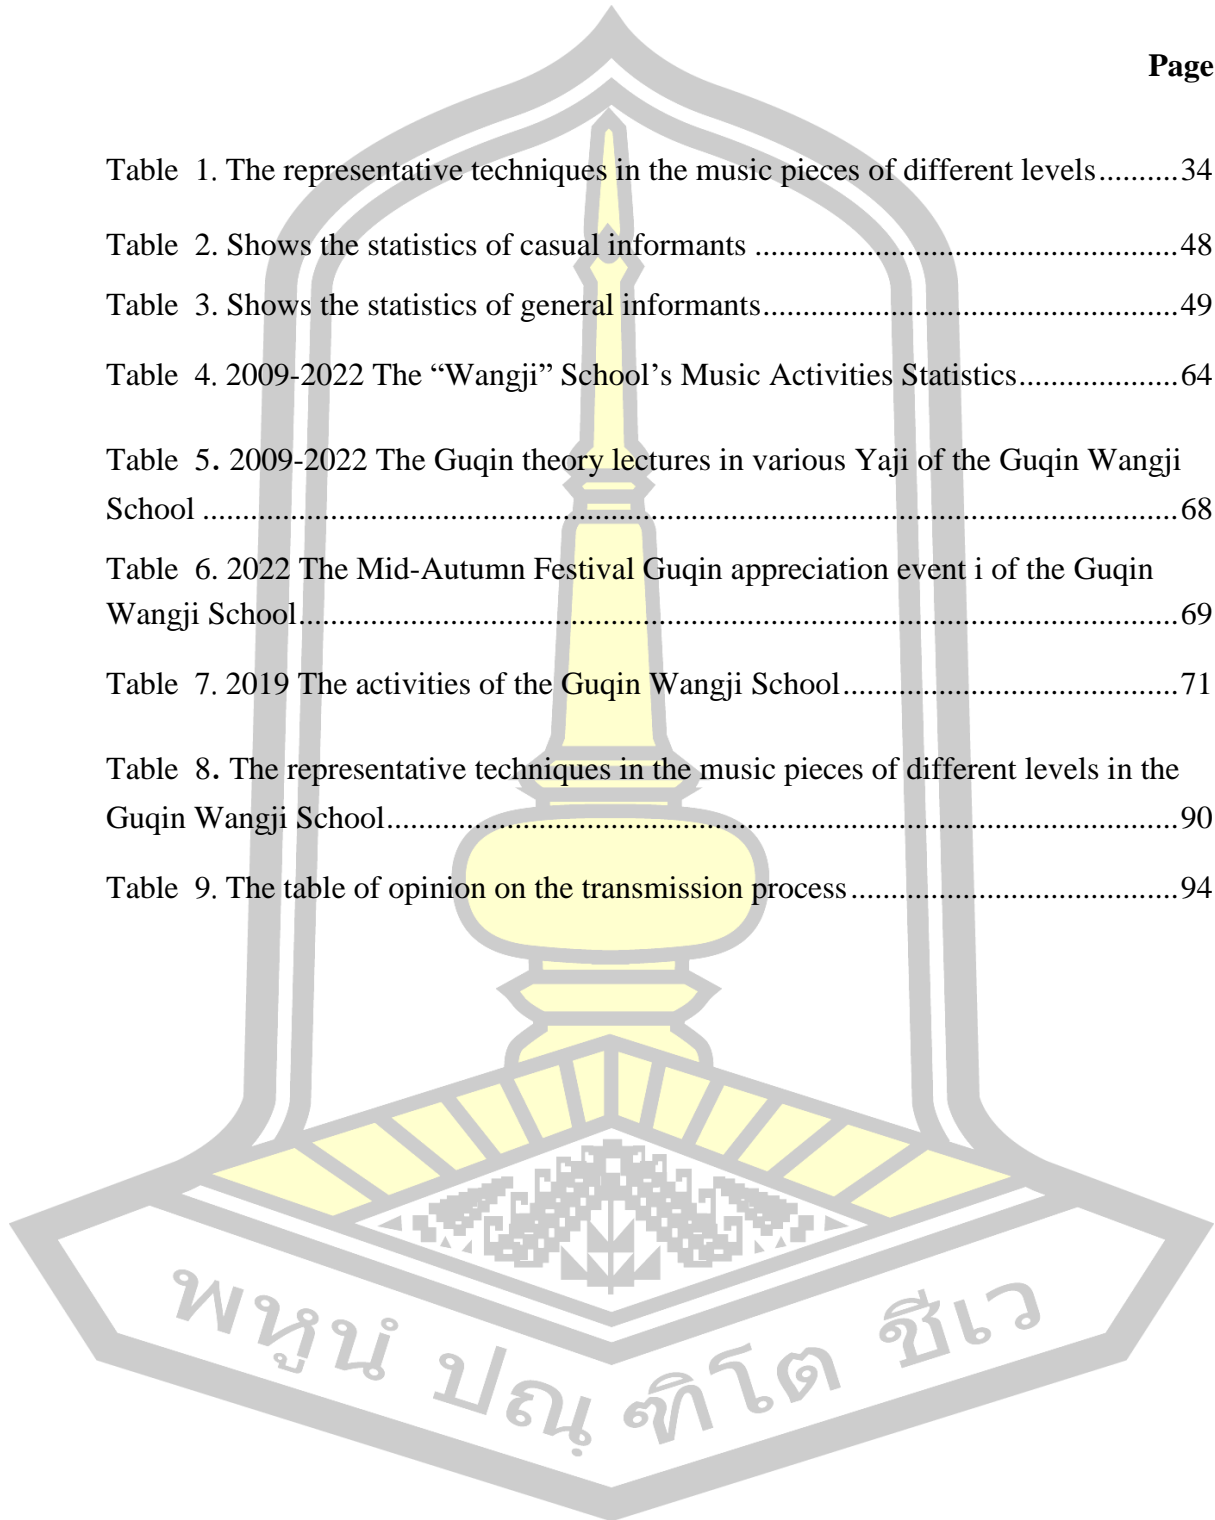 Page
Table  1. The representative techniques in the music pieces of different levels..........34
Table  2. Shows the statistics of casual informants .....................................................48
Table  3. Shows the statistics of general informants....................................................49
Table  4. 2009-2022 The “Wangji” School’s Music Activities Statistics....................64
Table  5. 2009-2022 The Guqin theory lectures in various Yaji of the Guqin Wangji
School .........................................................................................................................68
Table  6. 2022 The Mid-Autumn Festival Guqin appreciation event i of the Guqin
Wangji School.............................................................................................................69
Table  7. 2019 The activities of the Guqin Wangji School..........................................71
Table  8. The representative techniques in the music pieces of different levels in the
Guqin Wangji School..................................................................................................90
Table  9. The table of opinion on the transmission process.........................................94
พหุนํ ปณฺ ฑิโต ชีเว